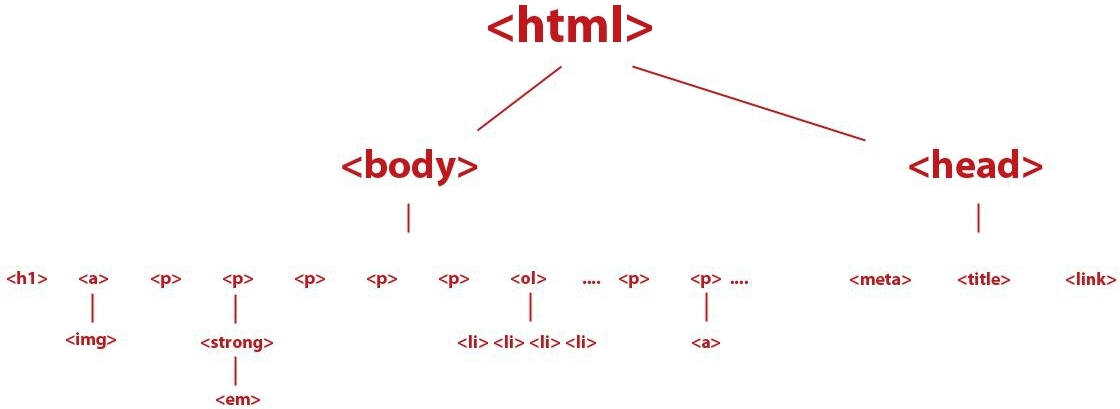 <html>
<body> <head>
<h1> <a> <p> <p> <p> <p> <p> <ol> .... <p> <p> .... <meta> <title> <link>
<img> <strong> <li> <li> <li> <li> <a>
<em>